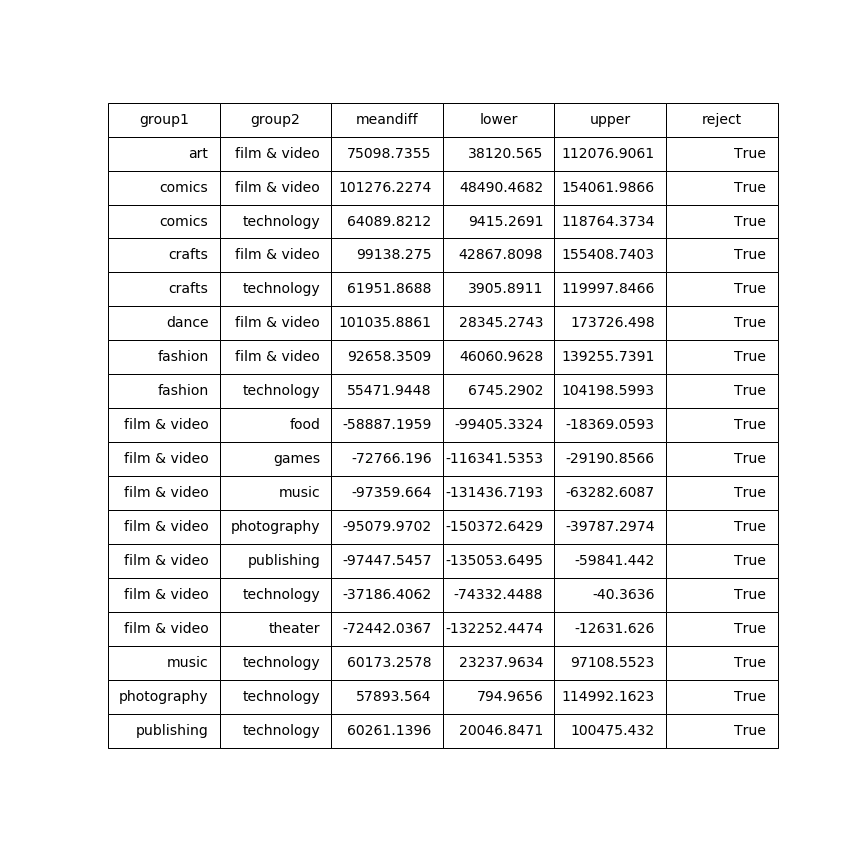 group1 group2 meandiff lower upper reject
art film & video 75098.7355 38120.565 112076.9061 True
comics film & video 101276.2274 48490.4682 154061.9866 True
comics technology 64089.8212 9415.2691 118764.3734 True
crafts film & video 99138.275 42867.8098 155408.7403 True
crafts technology 61951.8688 3905.8911 119997.8466 True
dance film & video 101035.8861 28345.2743 173726.498 True
fashion film & video 92658.3509 46060.9628 139255.7391 True
fashion technology 55471.9448 6745.2902 104198.5993 True
film & video food -58887.1959 -99405.3324 -18369.0593 True
film & video games -72766.196 -116341.5353 -29190.8566 True
film & video music -97359.664 -131436.7193 -63282.6087 True
film & video photography -95079.9702 -150372.6429 -39787.2974 True
film & video publishing -97447.5457 -135053.6495 -59841.442 True
film & video technology -37186.4062 -74332.4488 -40.3636 True
film & video theater -72442.0367 -132252.4474 -12631.626 True
music technology 60173.2578 23237.9634 97108.5523 True
photography technology 57893.564 794.9656 114992.1623 True
publishing technology 60261.1396 20046.8471 100475.432 True